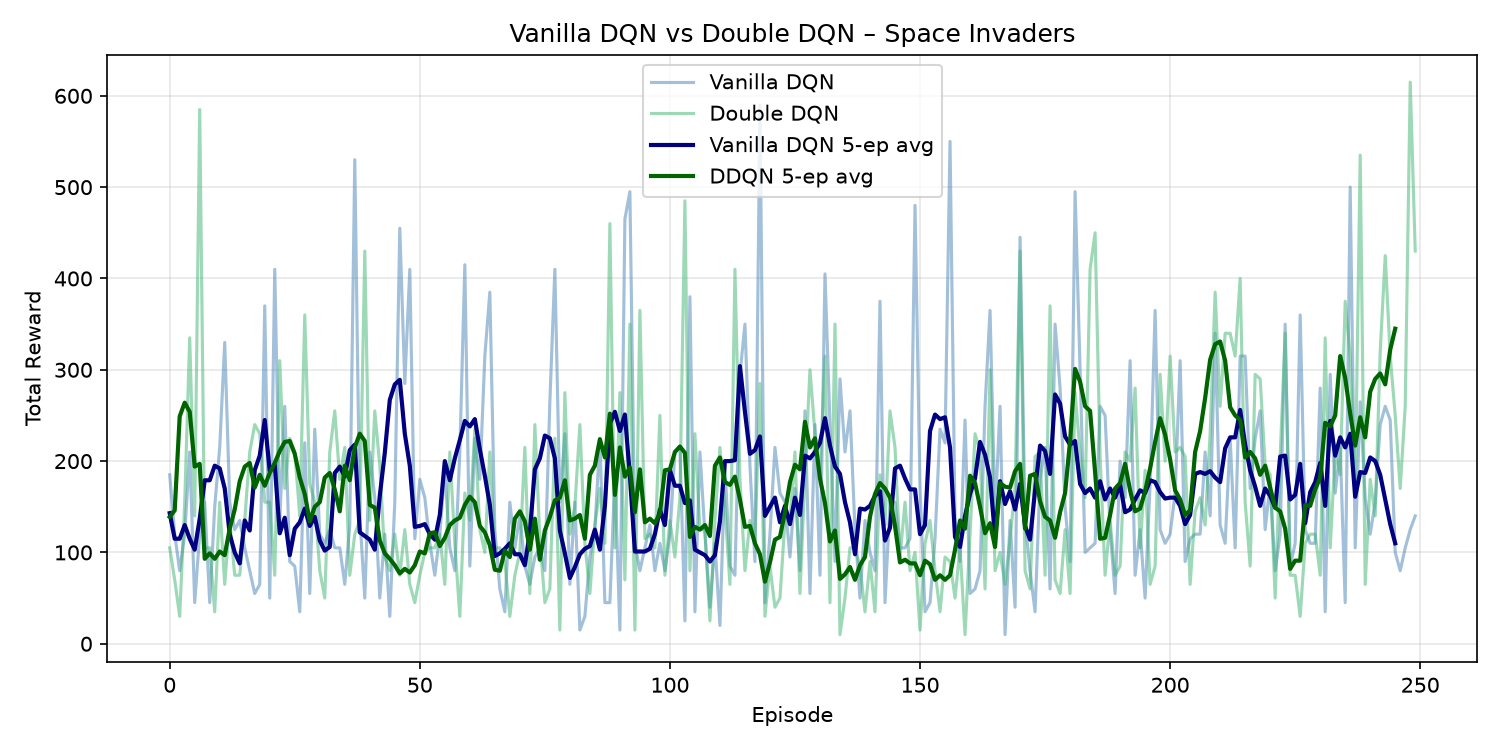 Vanilla DQN vs Double DQN – Space Invaders
Vanilla DQN
Double DQN
Vanilla DQN 5-ep avg
DDQN 5-ep avg
Total Reward
600
500
400
300
200
100
0
0 50 100 150 200 250
Episode